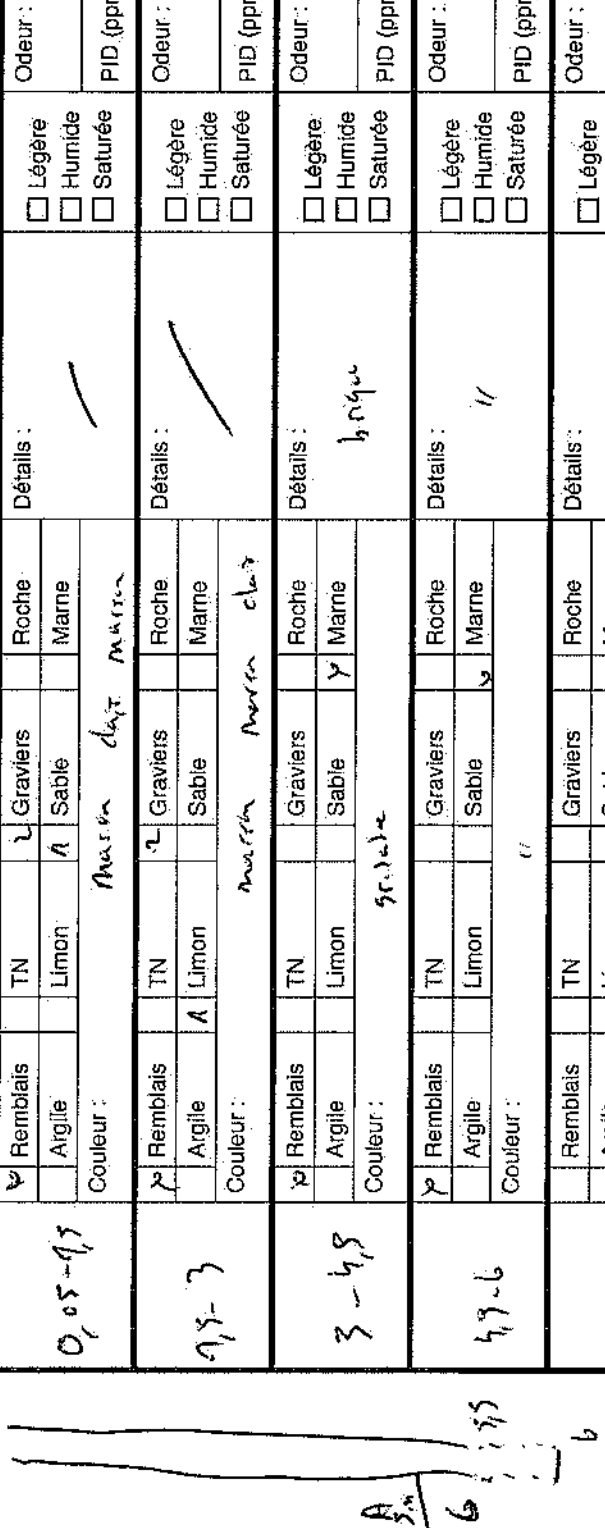 0,05-1,5
x Remblais TN 2 Graviers Roche
Argile Limon 1 Sable Marne
Couleur : marron clair marron
Détails :
Légère
Humide
Saturée
Odeur :
PID (ppm
1,5-3
x Remblais TN 2 Graviers Roche
Argile 1 Limon Sable Marne
Couleur : marron marron clair
Détails :
Légère
Humide
Saturée
Odeur :
PID (ppm
3-4,5
x Remblais TN Graviers Roche
Argile Limon Sable x Marne
Couleur :
Détails : brique
Légère
Humide
Saturée
Odeur :
PID (ppm
4,5-6
x Remblais TN Graviers Roche
Argile Limon Sable x Marne
Couleur : "
Détails : "
Légère
Humide
Saturée
Odeur :
PID (ppm
Remblais TN Graviers Roche
Détails :
Légère
Odeur :
6